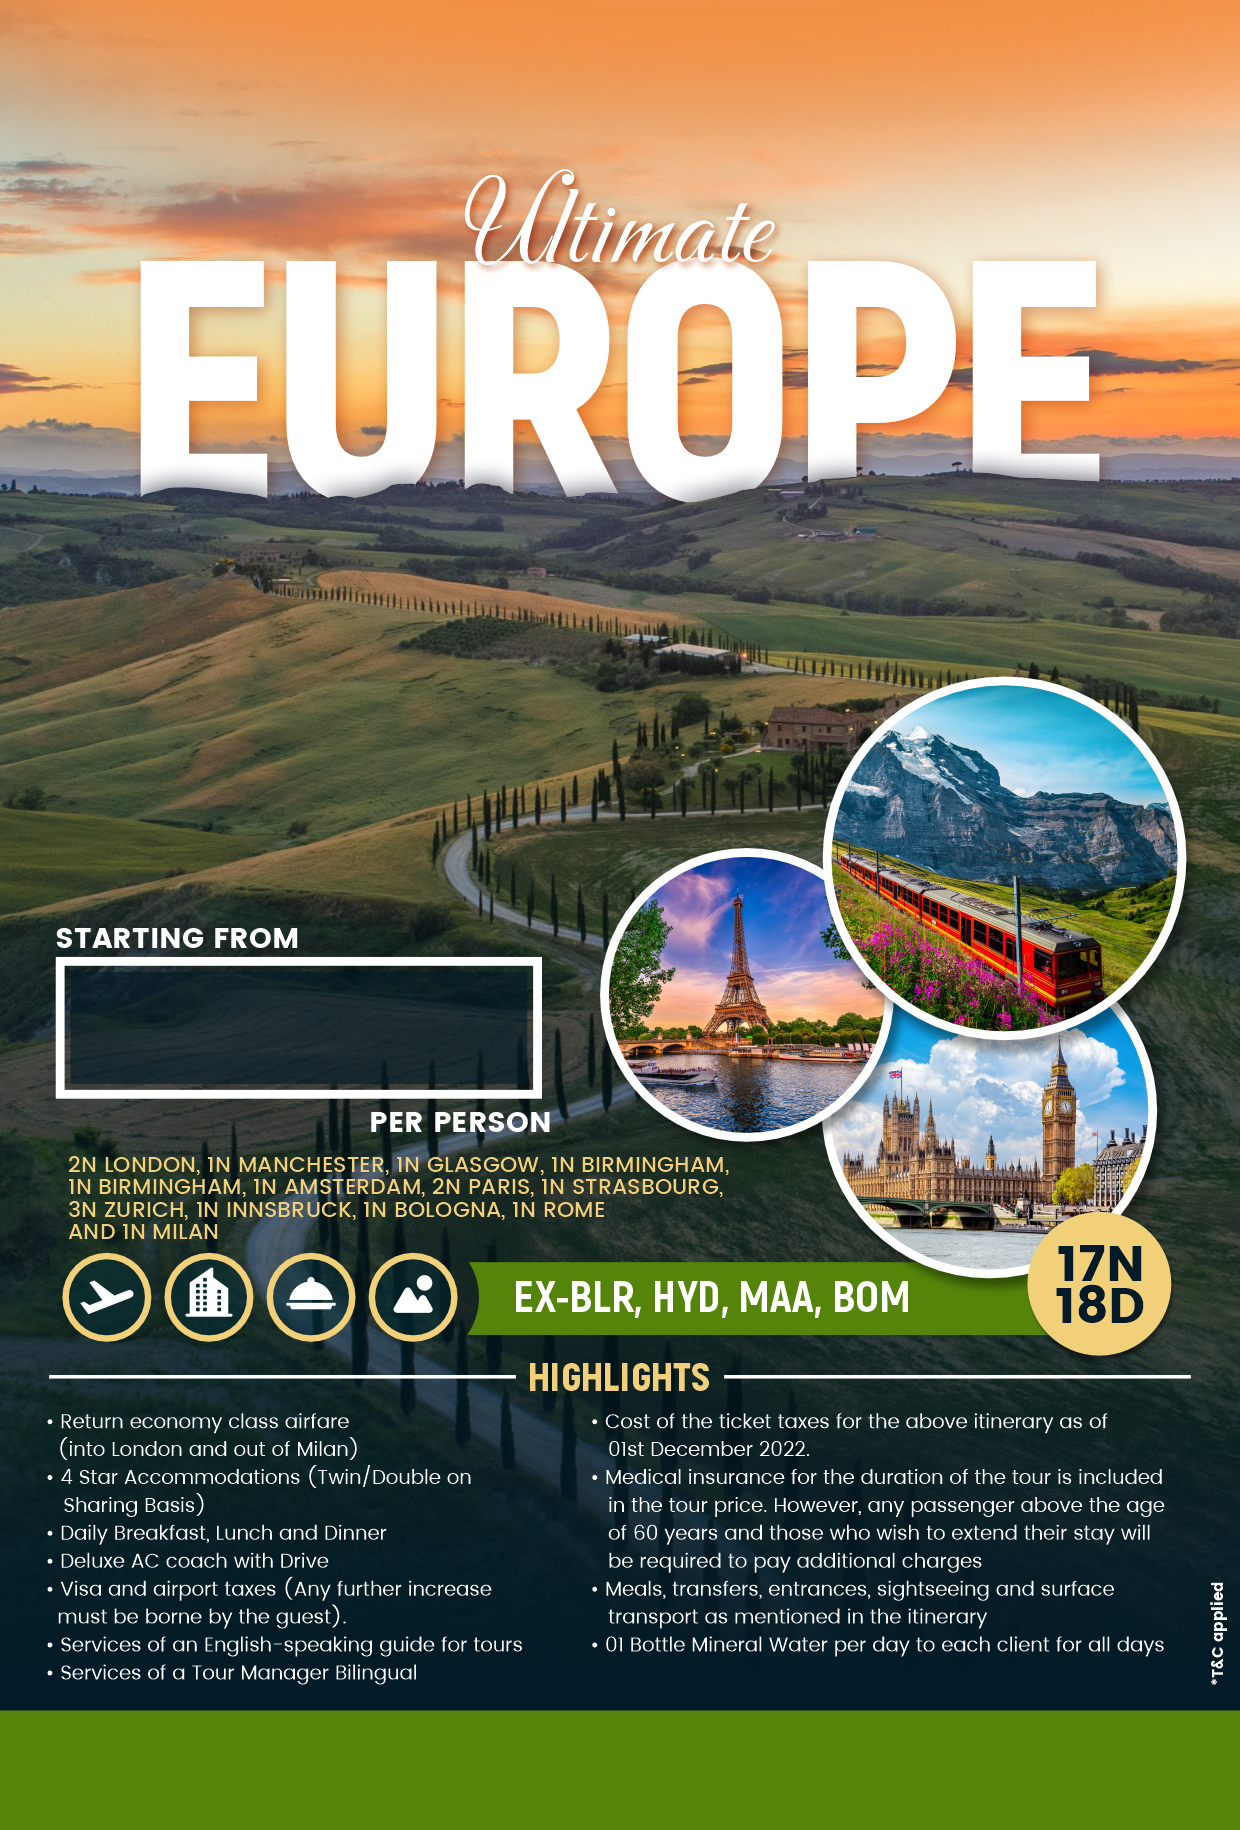 Ultimate
EUROPE
STARTING FROM
PER PERSON
2N LONDON, 1N MANCHESTER, 1N GLASGOW, 1N BIRMINGHAM,
1N BIRMINGHAM, 1N AMSTERDAM, 2N PARIS, 1N STRASBOURG,
3N ZURICH, 1N INNSBRUCK, 1N BOLOGNA, 1N ROME
AND 1N MILAN
EX-BLR, HYD, MAA, BOM
17N
18D
HIGHLIGHTS
• Return economy class airfare
(into London and out of Milan)
• 4 Star Accommodations (Twin/Double on
Sharing Basis)
• Daily Breakfast, Lunch and Dinner
• Deluxe AC coach with Drive
• Visa and airport taxes (Any further increase
must be borne by the guest).
• Services of an English-speaking guide for tours
• Services of a Tour Manager Bilingual
• Cost of the ticket taxes for the above itinerary as of
01st December 2022.
• Medical insurance for the duration of the tour is included
in the tour price. However, any passenger above the age
of 60 years and those who wish to extend their stay will
be required to pay additional charges
• Meals, transfers, entrances, sightseeing and surface
transport as mentioned in the itinerary
• 01 Bottle Mineral Water per day to each client for all days
*T&C applied